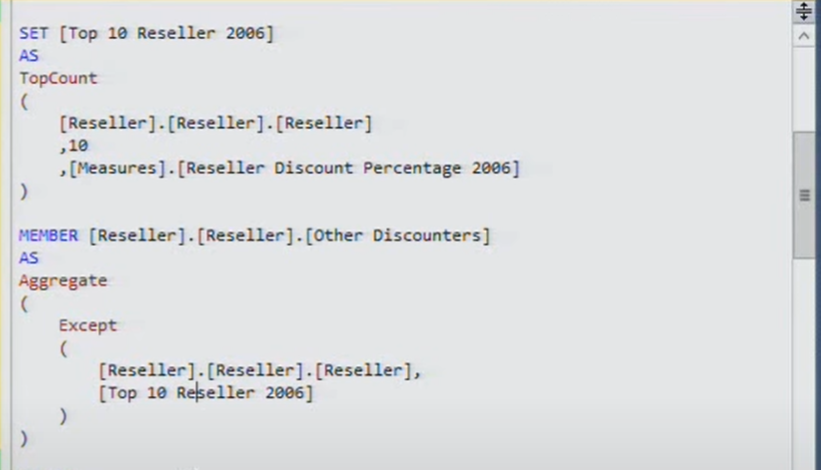 SET [Top 10 Reseller 2006]
AS
TopCount
(
[Reseller].[Reseller].[Reseller]
,10
,[Measures].[Reseller Discount Percentage 2006]
)
MEMBER [Reseller].[Reseller].[Other Discounters]
AS
Aggregate
(
Except
(
[Reseller].[Reseller].[Reseller],
[Top 10 Reseller 2006]
)
)